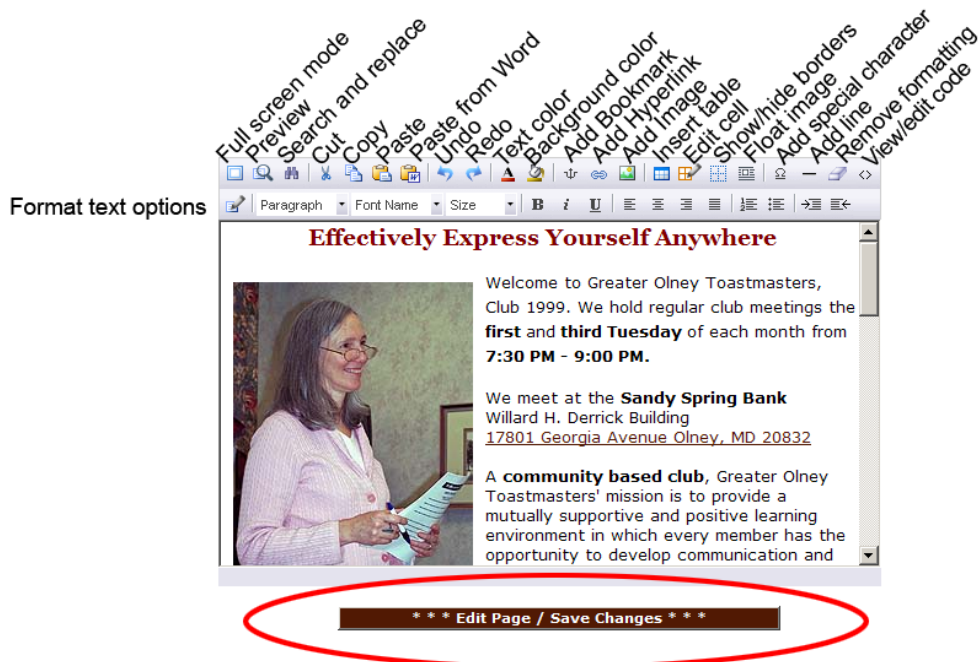 Full screen mode
Preview
Search and replace
Cut
Copy
Paste
Paste from Word
Undo
Redo
Text color
Background color
Add Bookmark
Add Hyperlink
Add Image
Insert table
Edit cell
Show/hide borders
Float image
Add special character
Add line
Remove formatting
View/edit code
Format text options
Paragraph Font Name Size B i U
Effectively Express Yourself Anywhere
Welcome to Greater Olney Toastmasters,
Club 1999. We hold regular club meetings the
first and third Tuesday of each month from
7:30 PM - 9:00 PM.
We meet at the Sandy Spring Bank
Willard H. Derrick Building
17801 Georgia Avenue Olney, MD 20832
A community based club, Greater Olney
Toastmasters' mission is to provide a
mutually supportive and positive learning
environment in which every member has the
opportunity to develop communication and
* * * Edit Page / Save Changes * * *